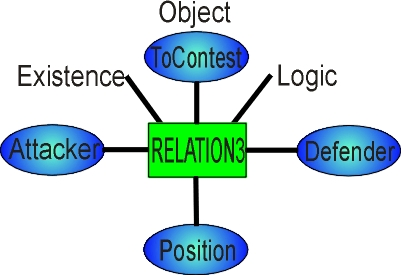 Object
ToContest
Existence
Logic
Attacker
RELATION3
Defender
Position